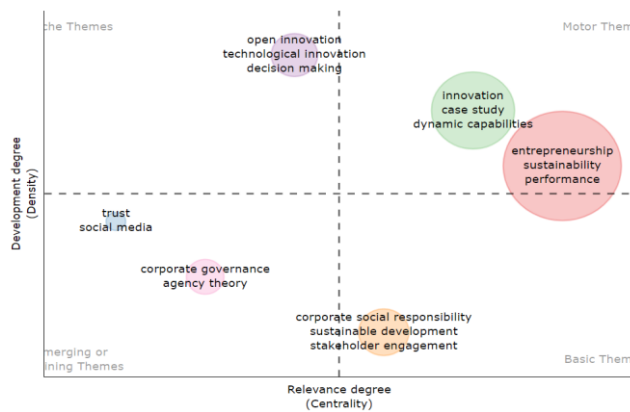 che Themes
Motor Them
open innovation
technological innovation
decision making
innovation
case study
dynamic capabilities
entrepreneurship
sustainability
performance
Development degree
(Density)
trust
social media
corporate governance
agency theory
corporate social responsibility
sustainable development
stakeholder engagement
merging or
ining Themes
Basic Them
Relevance degree
(Centrality)